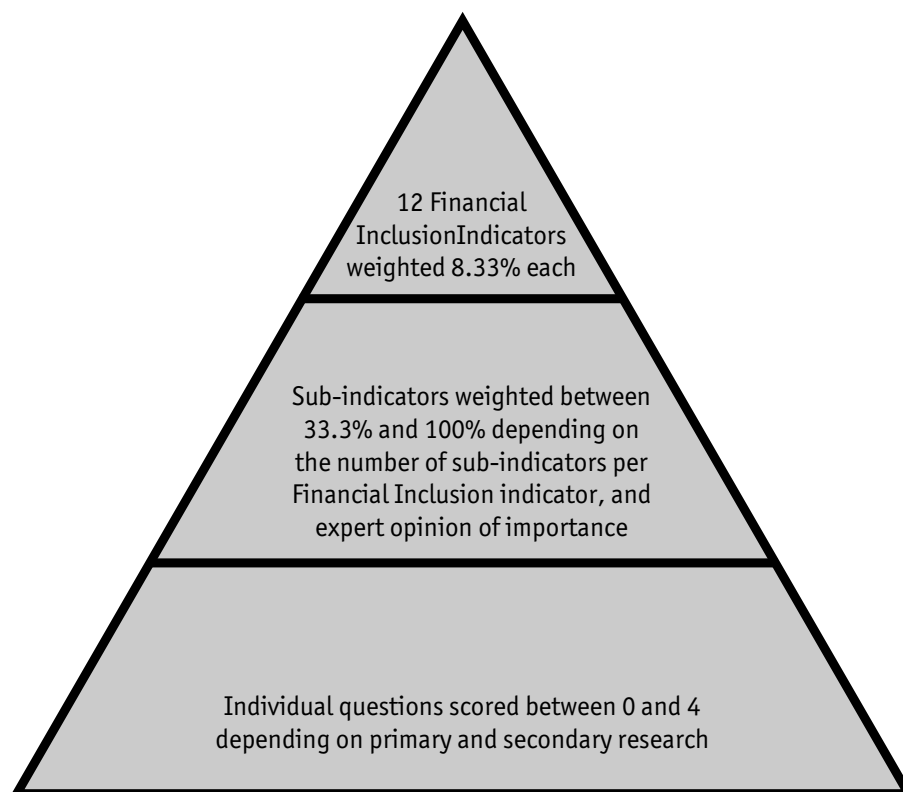 12 Financial
InclusionIndicators
weighted 8.33% each
Sub-indicators weighted between
33.3% and 100% depending on
the number of sub-indicators per
Financial Inclusion indicator, and
expert opinion of importance
Individual questions scored between 0 and 4
depending on primary and secondary research